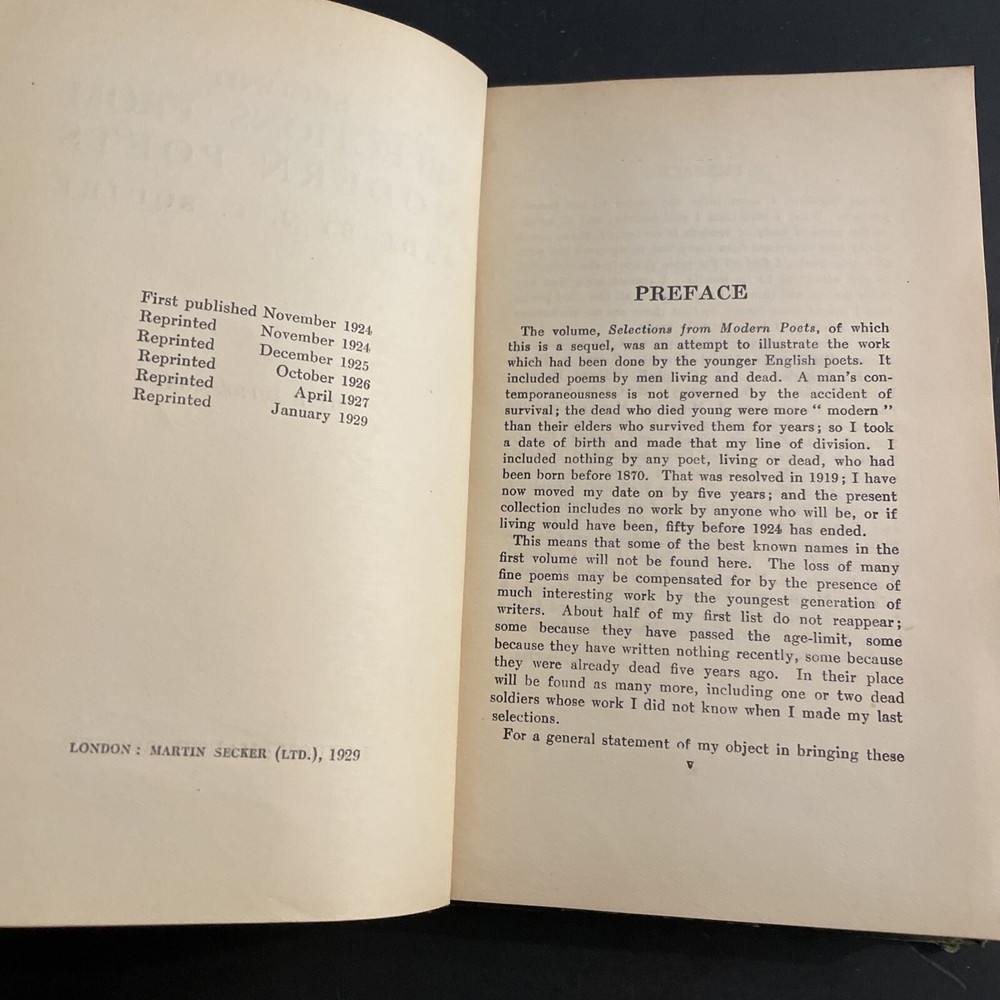 First published November 1924
Reprinted November 1924
Reprinted December 1925
Reprinted October 1926
Reprinted April 1927
Reprinted January 1929
LONDON: MARTIN SECKER (LTD.), 1929
PREFACE
The volume, Selections from Modern Poets, of which
this is a sequel, was an attempt to illustrate the work
which had been done by the younger English poets. It
included poems by men living and dead. A man's con-
temporaneousness is not governed by the accident of
survival; the dead who died young were more “ modern ”
than their elders who survived them for years; so I took
a date of birth and made that my line of division. I
included nothing by any poet, living or dead, who had
been born before 1870. That was resolved in 1919; I have
now moved my date on by five years; and the present
collection includes no work by anyone who will be, or if
living would have been, fifty before 1924 has ended.
This means that some of the best known names in the
first volume will not be found here. The loss of many
fine poems may be compensated for by the presence of
much interesting work by the youngest generation of
writers. About half of my first list do not reappear;
some because they have passed the age-limit, some
because they have written nothing recently, some because
they were already dead five years ago. In their place
will be found as many more, including one or two dead
soldiers whose work I did not know when I made my last
selections.
For a general statement of my object in bringing these
v